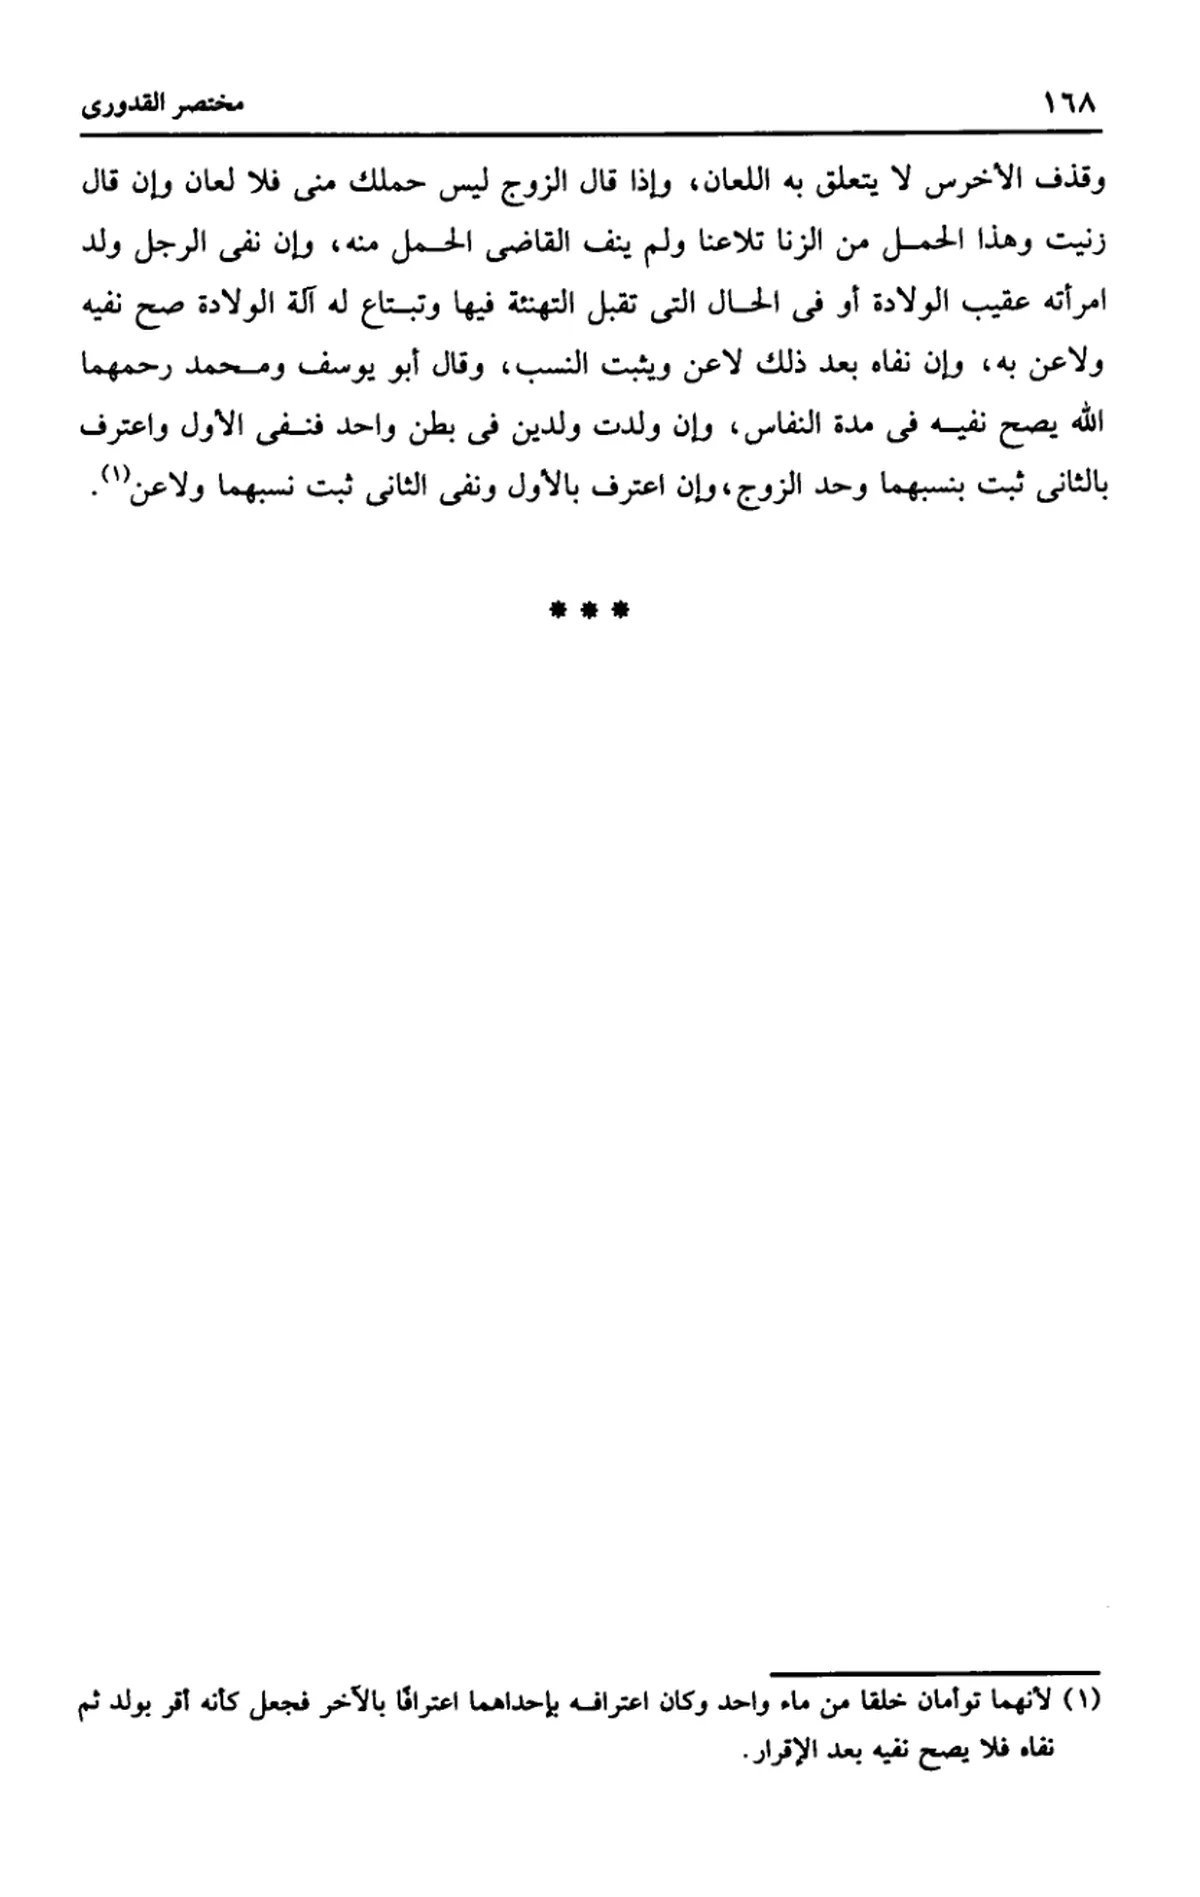 ١٦٨
مختصر القدورى
وقذف الأخرس لا يتعلق به اللعان، وإذا قال الزوج ليس حملك منى فلا لعان وإن قال
زنيت وهذا الحمل من الزنا تلاعنا ولم ينف القاضى الحمل منه، وإن نفى الرجل ولد
امرأته عقيب الولادة أو فى الحال التى تقبل التهنئة فيها وتبتاع له آلة الولادة صح نفيه
ولاعن به، وإن نفاه بعد ذلك لاعن ويثبت النسب، وقال أبو يوسف ومحمد رحمهما
الله يصح نفيه فى مدة النفاس، وإن ولدت ولدين فى بطن واحد فنفى الأول واعترف
بالثانى ثبت بنسبهما وحد الزوج، وإن اعترف بالأول ونفى الثانى ثبت نسبهما ولاعن(١).
* * *
(١) لأنهما توأمان خلقا من ماء واحد وكان اعترافه بإحداهما اعترافًا بالآخر فجعل كأنه أقر بولد ثم
نفاه فلا يصح نفيه بعد الإقرار.